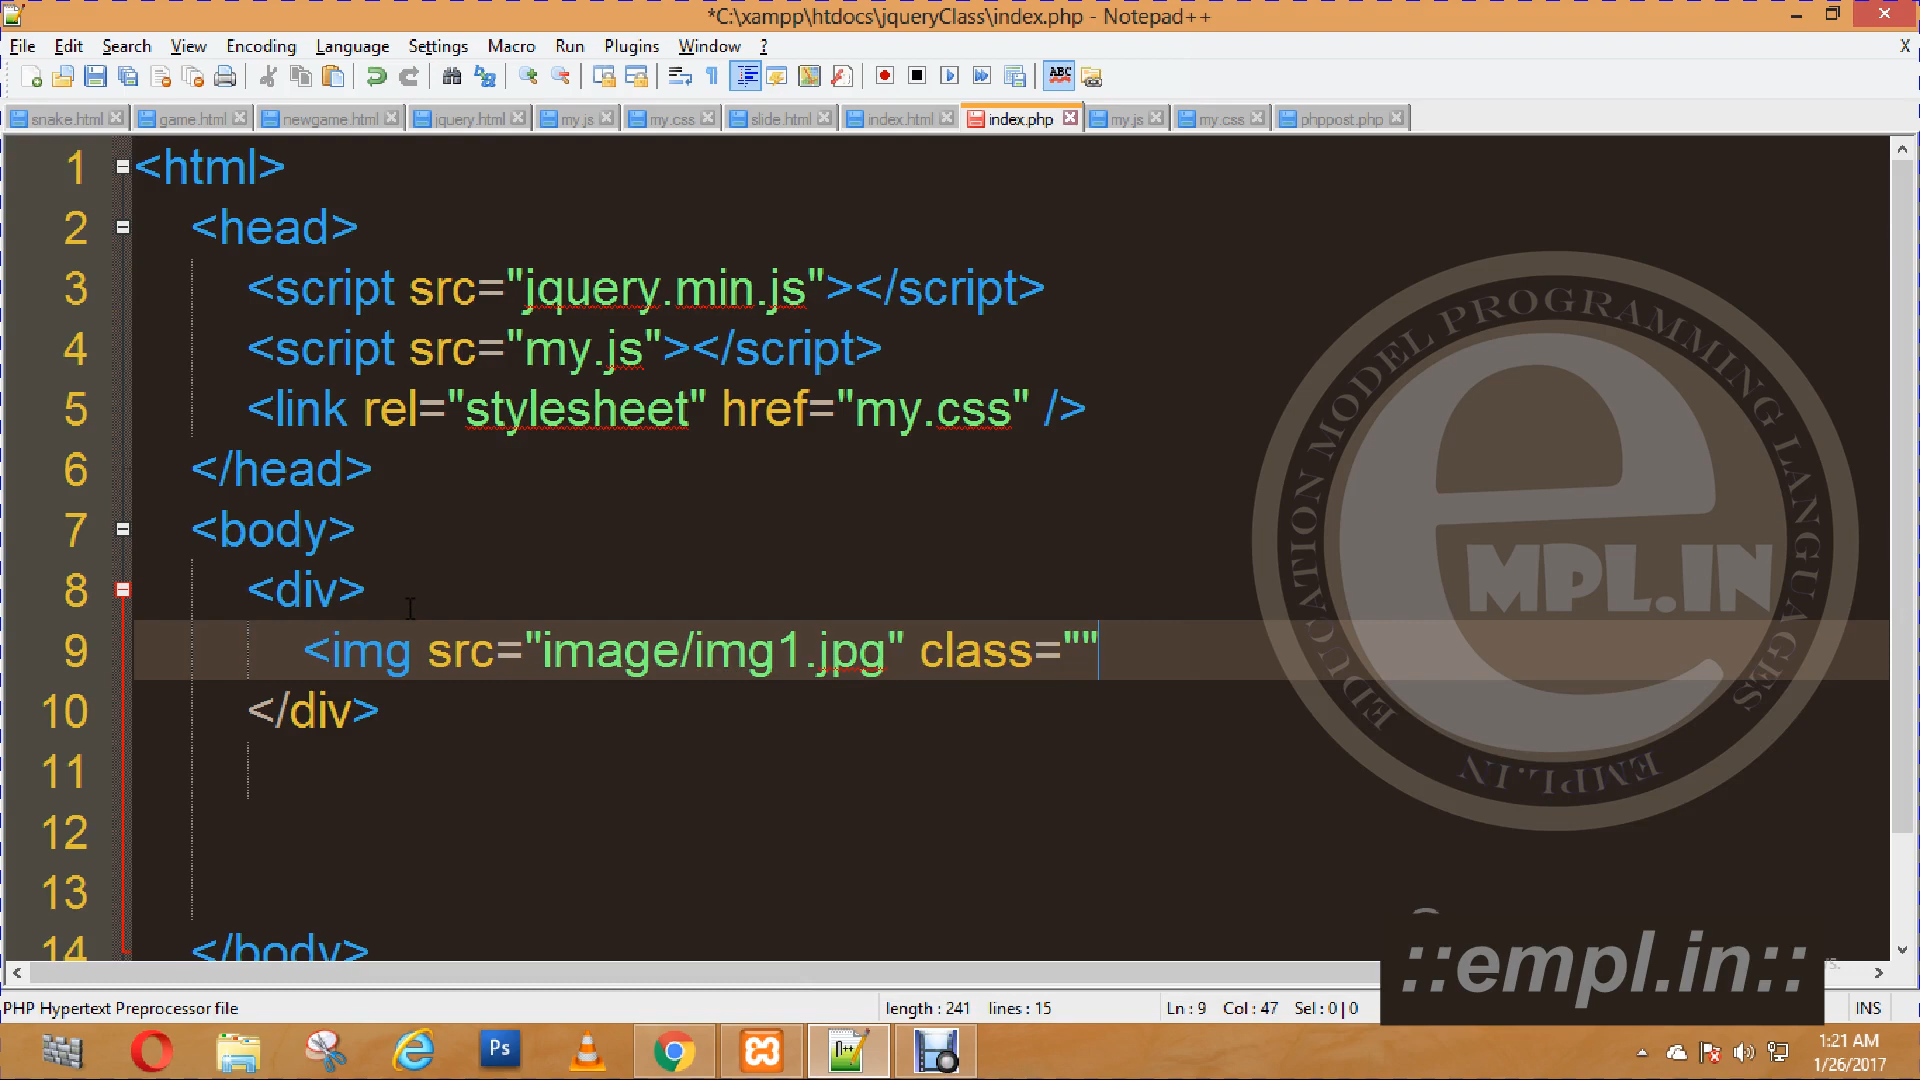 *C:\xampp\htdocs\jqueryClass\index.php - Notepad++
File Edit Search View Encoding Language Settings Macro Run Plugins Window ? X
ABC
snake.html game.html newgame.html jquery.html my.js my.css slide.html index.html index.php my.js my.css phppost.php
1 <html>
2 <head>
3 <script src="jquery.min.js"></script>
4 <script src="my.js"></script>
5 <link rel="stylesheet" href="my.css" />
6 </head>
7 <body>
8 <div>
9 <img src="image/img1.jpg" class=""
10 </div>
11
12
13
14 </body>
EDUCATION MODEL PROGRAMMING LANGUAGES
eMPL.IN
EMPL.IN
::empl.in::
PHP Hypertext Preprocessor file length : 241 lines : 15 Ln : 9 Col : 47 Sel : 0 | 0 INS
Ps
1:21 AM
1/26/2017